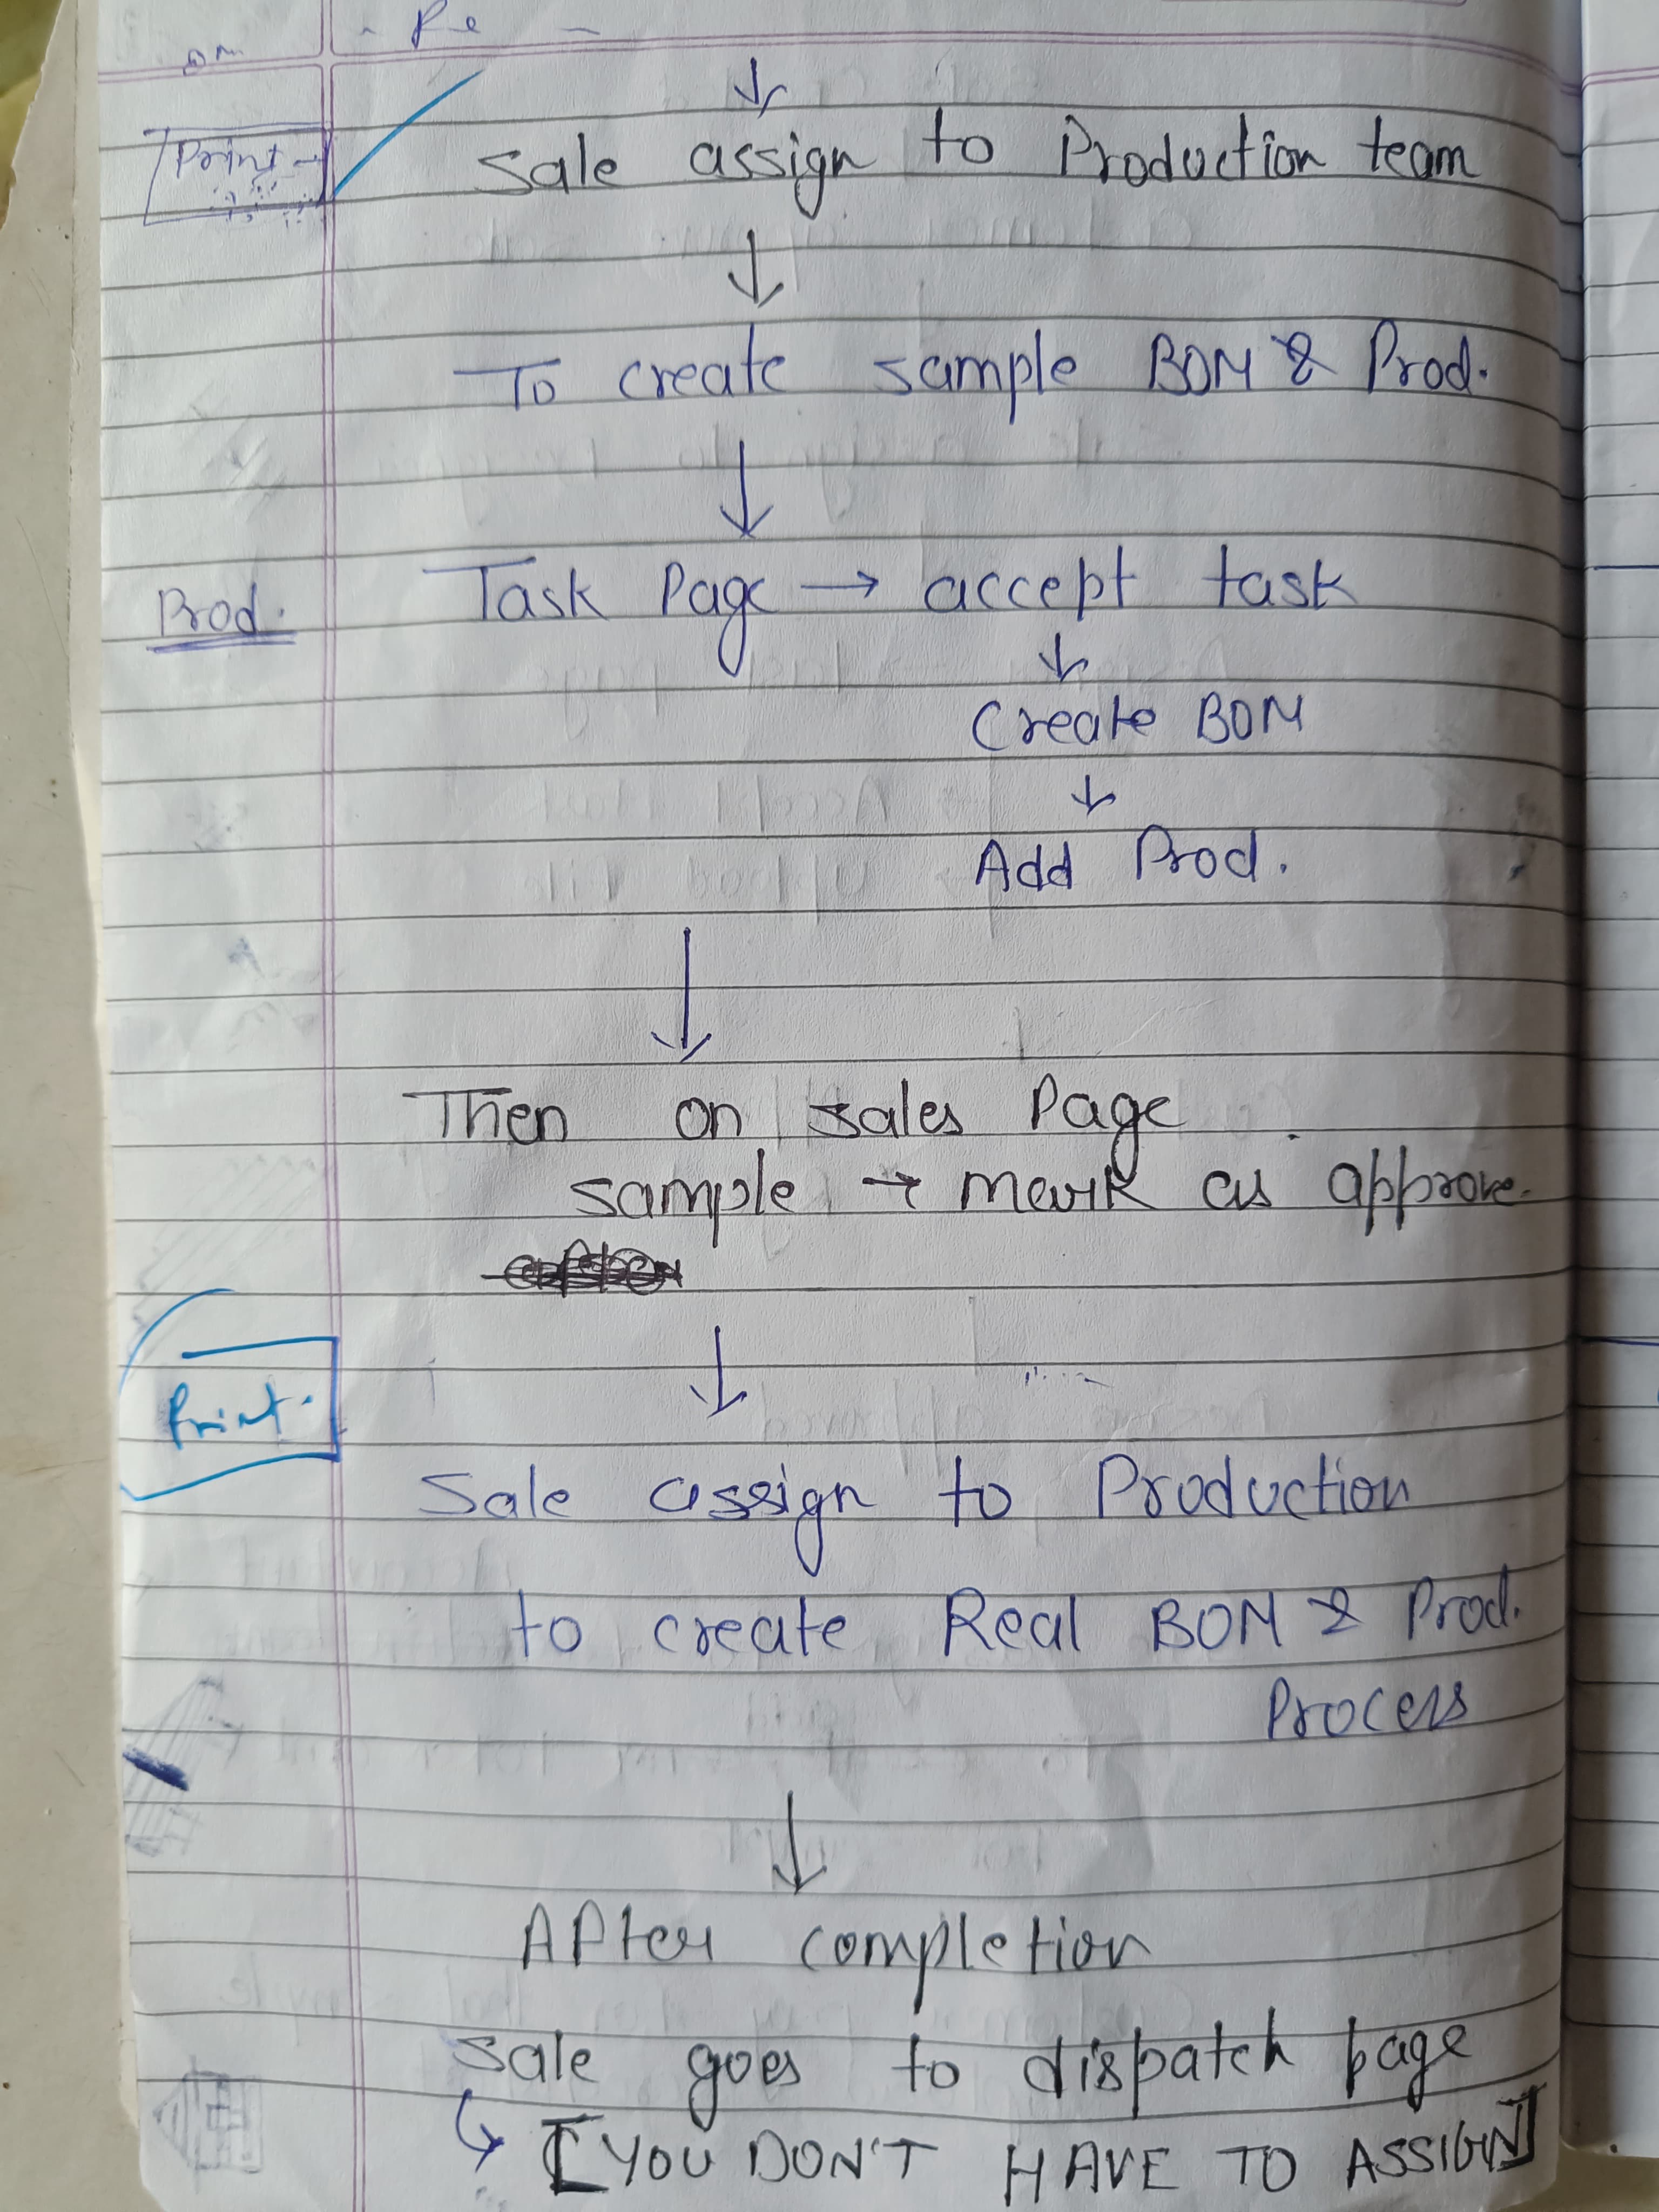 Print →
Sale assign to Production team
↓
To create sample BOM & Prod.
↓
Prod.
Task Page → accept task
↓
Create BOM
↓
Add Prod.
↓
Then on sales Page
sample → mark as approve.
↓
Print.
Sale assign to Production
to create Real BOM & Prod.
Process
↓
After completion
sale goes to dispatch page
↳ [YOU DON'T HAVE TO ASSIGN]